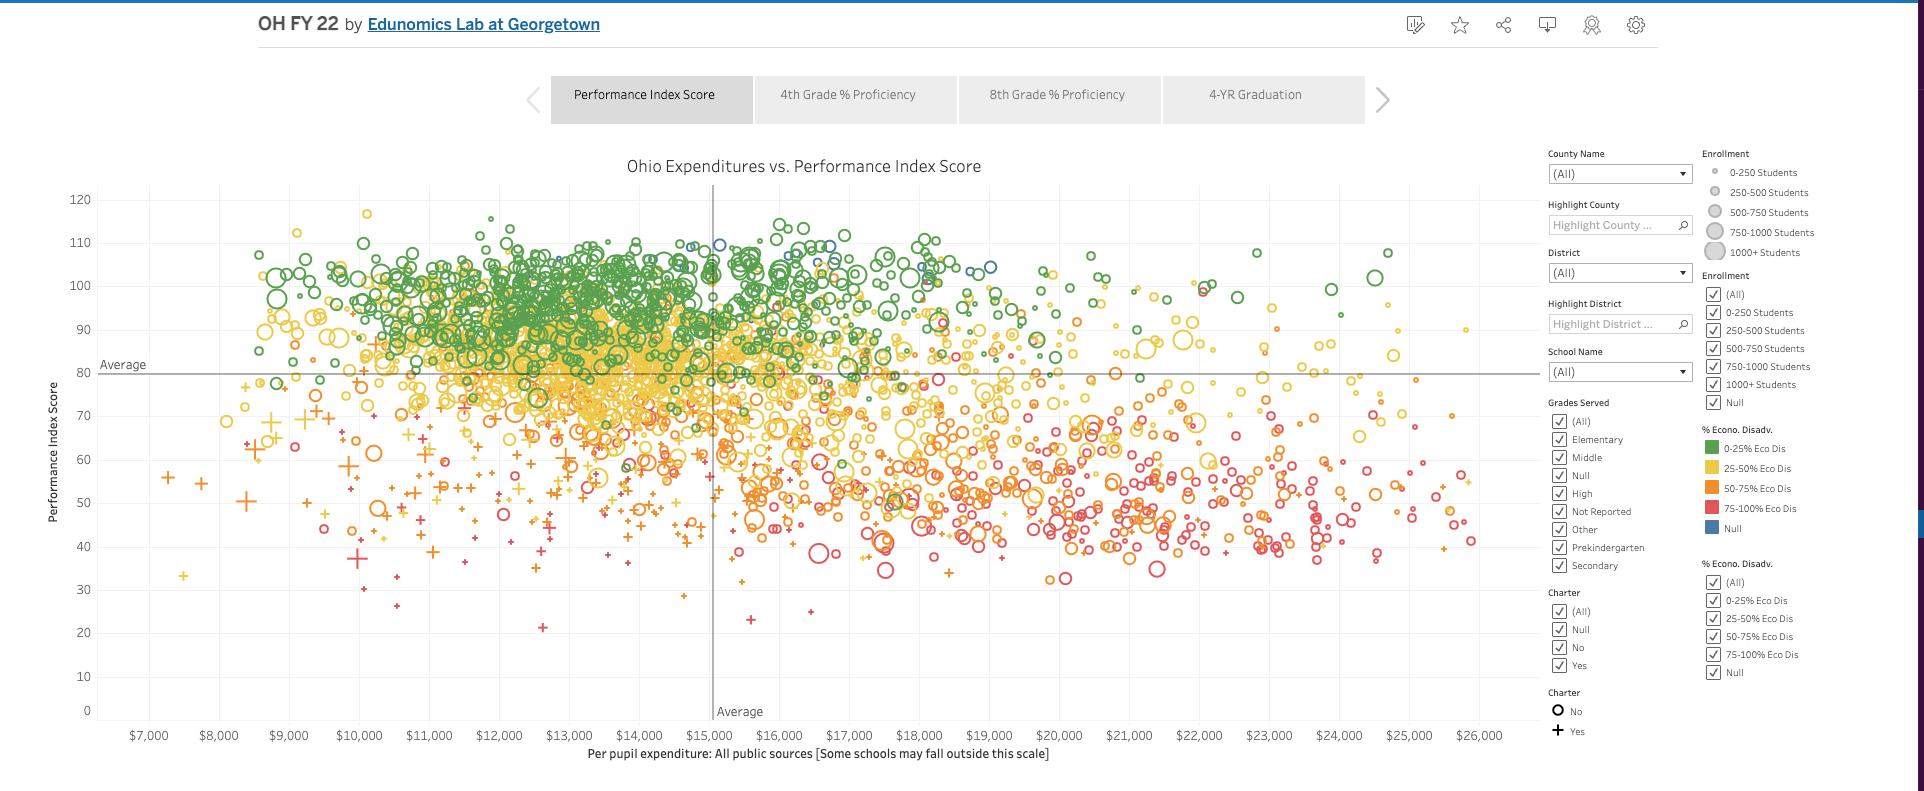 OH FY 22 by Edunomics Lab at Georgetown
Performance Index Score
4th Grade % Proficiency
8th Grade % Proficiency
4-YR Graduation
Ohio Expenditures vs. Performance Index Score
Performance Index Score
120
110
100
90
80
70
60
50
40
30
20
10
0
Average
Average
$7,000
$8,000
$9,000
$10,000
$11,000
$12,000
$13,000
$14,000
$15,000
$16,000
$17,000
$18,000
$19,000
$20,000
$21,000
$22,000
$23,000
$24,000
$25,000
$26,000
Per pupil expenditure: All public sources [Some schools may fall outside this scale]
County Name
(All)
Highlight County
Highlight County ...
District
(All)
Highlight District
Highlight District ...
School Name
(All)
Grades Served
(All)
Elementary
Middle
Null
High
Not Reported
Other
Prekindergarten
Secondary
Charter
(All)
Null
No
Yes
Charter
No
Yes
Enrollment
0-250 Students
250-500 Students
500-750 Students
750-1000 Students
1000+ Students
Enrollment
(All)
0-250 Students
250-500 Students
500-750 Students
750-1000 Students
1000+ Students
Null
% Econo. Disadv.
0-25% Eco Dis
25-50% Eco Dis
50-75% Eco Dis
75-100% Eco Dis
Null
% Econo. Disadv.
(All)
0-25% Eco Dis
25-50% Eco Dis
50-75% Eco Dis
75-100% Eco Dis
Null